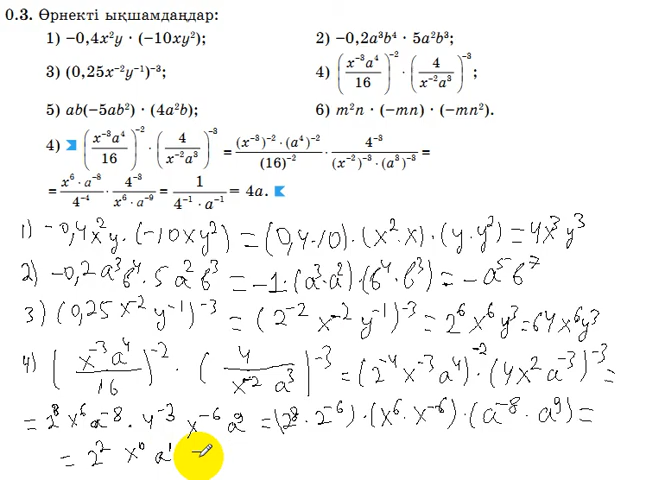 0.3. Өрнекті ықшамдаңдар:
1) −0,4x²y · (−10xy²); 2) −0,2a³b⁴ · 5a²b³;
3) (0,25x⁻²y⁻¹)⁻³; 4) (x⁻³a⁴/16)⁻² · (4/x⁻²a³)⁻³;
5) ab(−5ab²) · (4a²b); 6) m²n · (−mn) · (−mn²).
4) (x⁻³a⁴/16)⁻² · (4/x⁻²a³)⁻³ = (x⁻³)⁻² · (a⁴)⁻²/(16)⁻² · 4⁻³/(x⁻²)⁻³ · (a³)⁻³ =
= x⁶ · a⁻⁸/4⁻⁴ · 4⁻³/x⁶ · a⁻⁹ = 1/4⁻¹ · a⁻¹ = 4a.
1) −0,4x²y · (−10xy²) = (0,4·10) · (x²·x) · (y·y²) = 4x³y³
2) −0,2a³b⁴ · 5a²b³ = −1·(a³·a²)(b⁴·b³) = −a⁵b⁷
3) (0,25x⁻²y⁻¹)⁻³ = (2⁻²x⁻²y⁻¹)⁻³ = 2⁶x⁶y³ = 64x⁶y³
4) (x⁻³a⁴/16)⁻² · (4/x⁻²a³)⁻³ = (2⁻⁴x⁻³a⁴)⁻² · (4x²a⁻³)⁻³ =
= 2⁸x⁶a⁻⁸ · 4⁻³x⁻⁶a⁹ = (2⁸·2⁻⁶)·(x⁶·x⁻⁶)·(a⁻⁸·a⁹) =
= 2²x⁰a¹ =